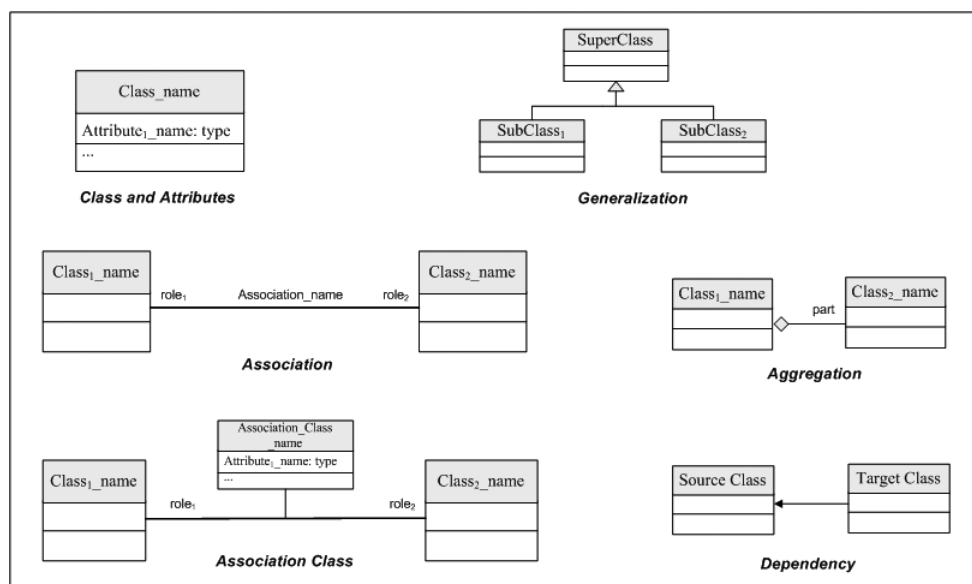 Class_name
Attribute₁_name: type
...
Class and Attributes
SuperClass
SubClass₁
SubClass₂
Generalization
Class₁_name
role₁
Association_name
role₂
Class₂_name
Association
Class₁_name
part
Class₂_name
Aggregation
Association_Class
_name
Attribute₁_name: type
...
Class₁_name
role₁
role₂
Class₂_name
Association Class
Source Class
Target Class
Dependency